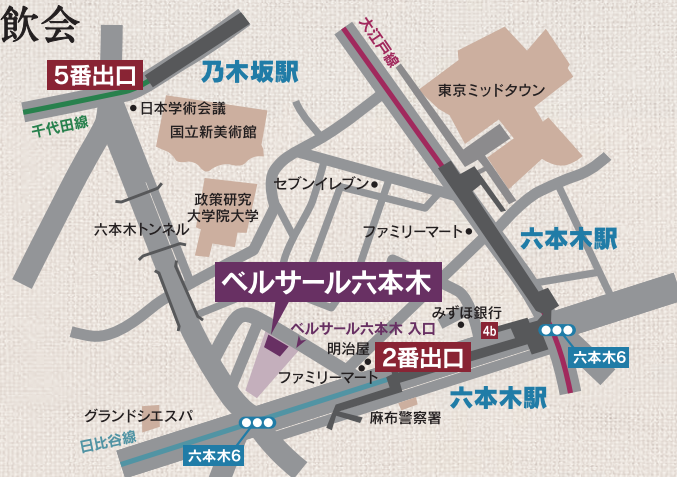 飲会
大江戸線
5番出口
乃木坂駅
東京ミッドタウン
日本学術会議
千代田線
国立新美術館
セブンイレブン
政策研究
大学院大学
六本木トンネル
ファミリーマート
六本木駅
ベルサール六本木
みずほ銀行
ベルサール六本木 入口
4b
明治屋
2番出口
六本木6
ファミリーマート
六本木駅
グランドシエスパ
麻布警察署
日比谷線
六本木6